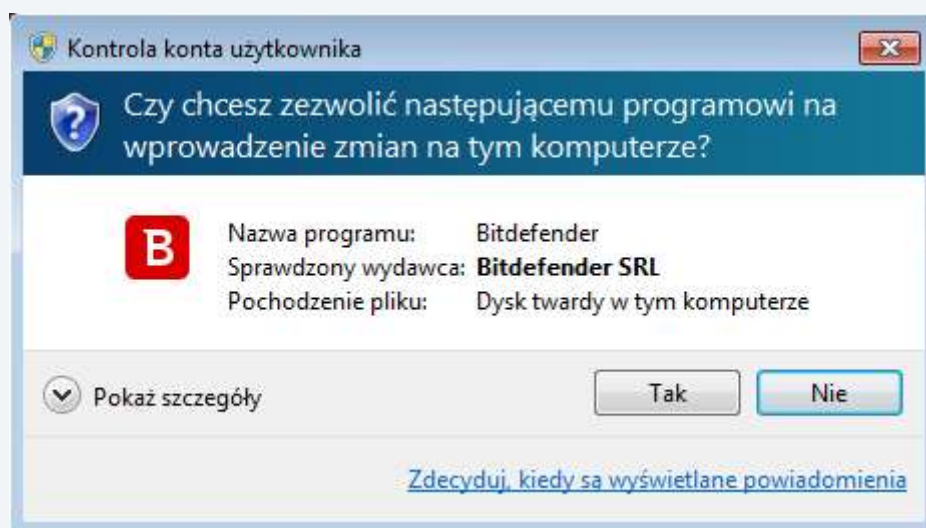 Kontrola konta użytkownika
Czy chcesz zezwolić następującemu programowi na
wprowadzenie zmian na tym komputerze?
B
Nazwa programu: Bitdefender
Sprawdzony wydawca: Bitdefender SRL
Pochodzenie pliku: Dysk twardy w tym komputerze
Pokaż szczegóły Tak Nie
Zdecyduj, kiedy są wyświetlane powiadomienia